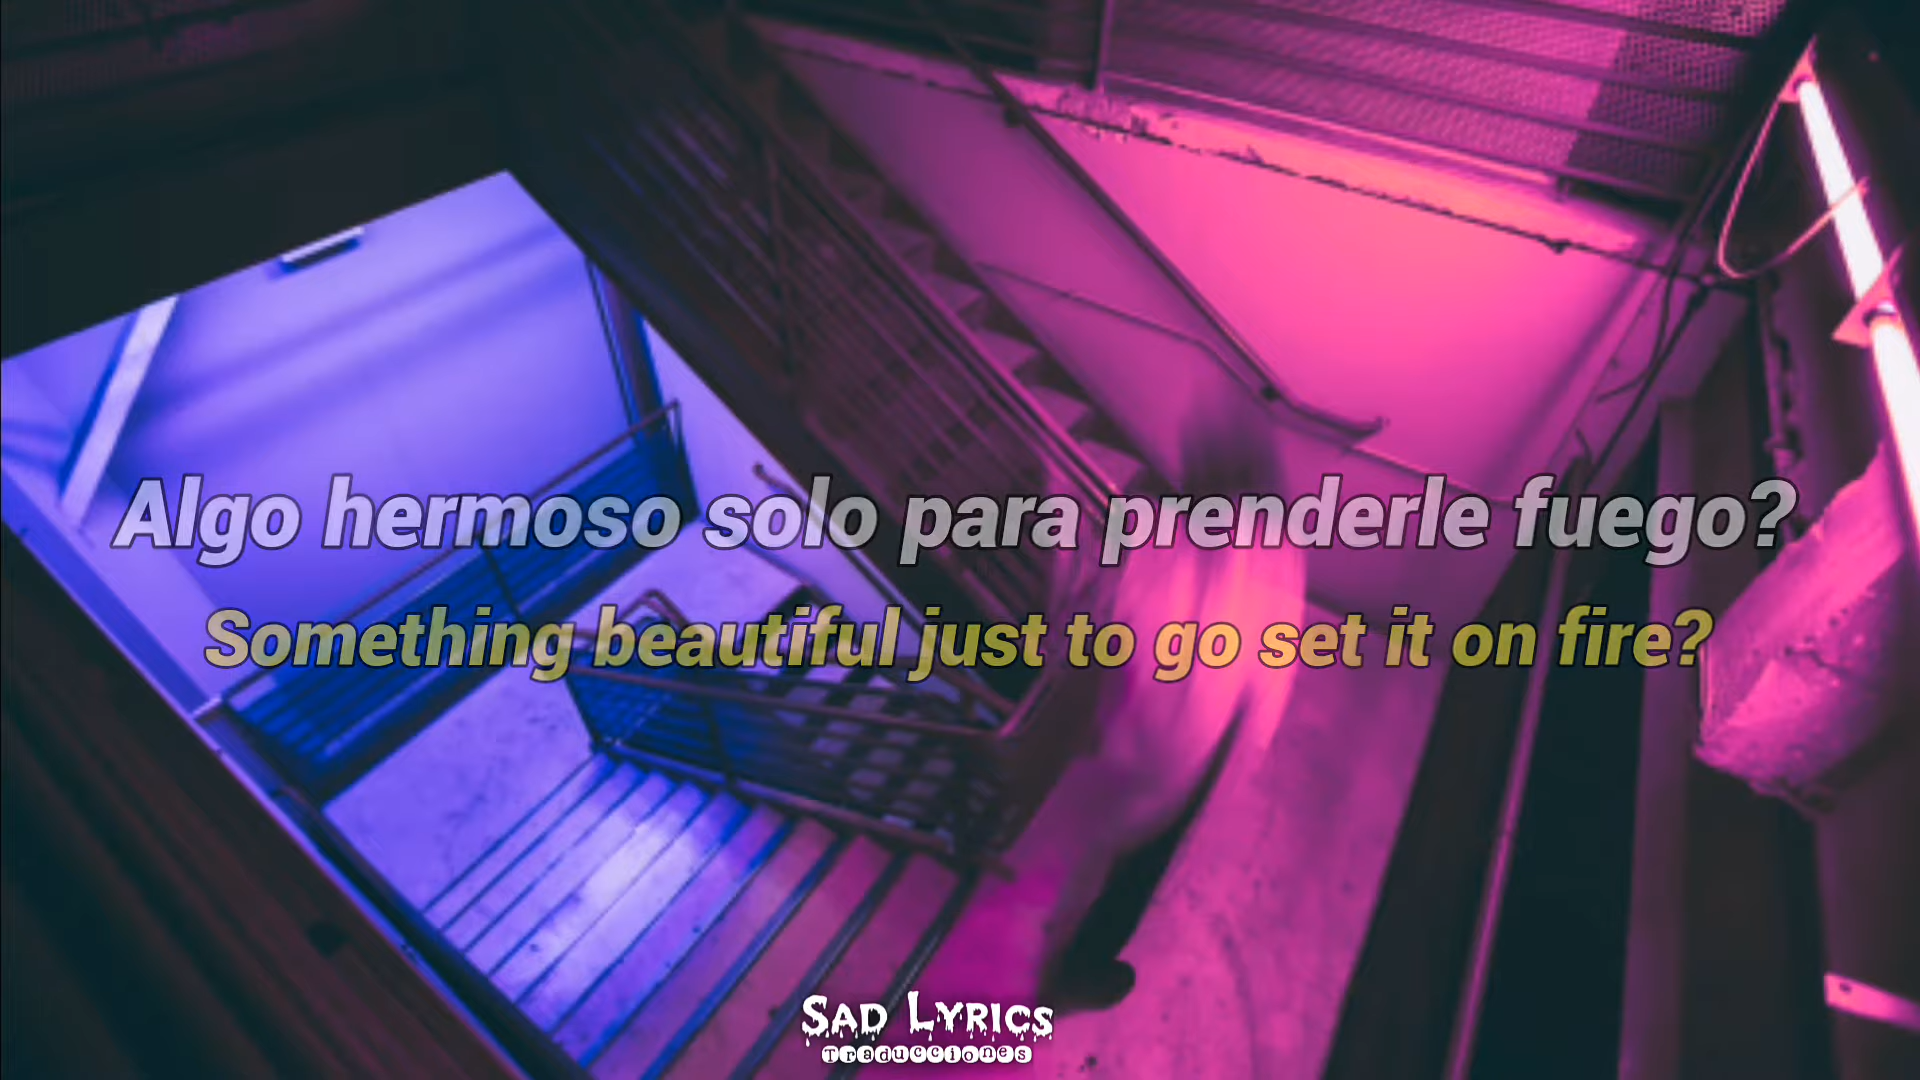 Algo hermoso solo para prenderle fuego?
Something beautiful just to go set it on fire?
Sad Lyrics
Traducciones